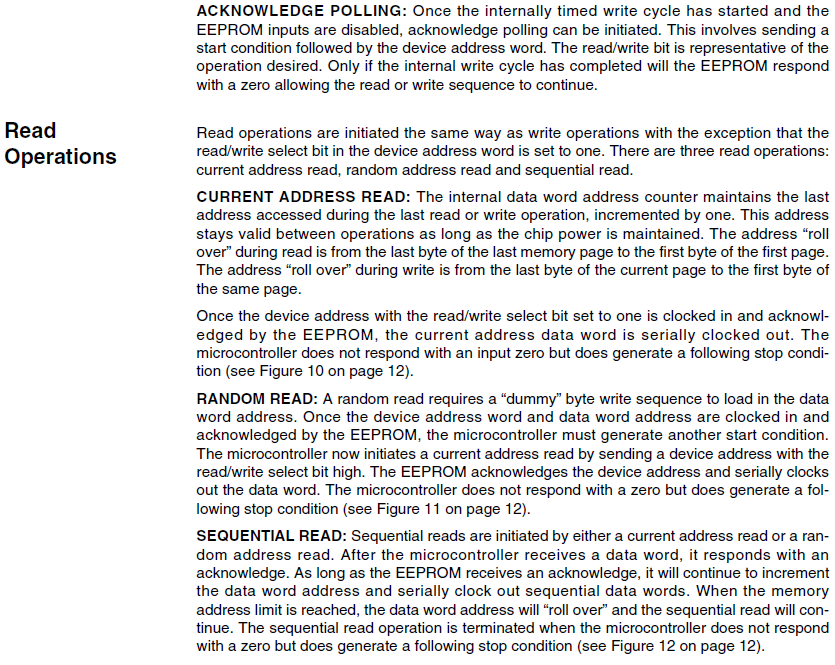 ACKNOWLEDGE POLLING: Once the internally timed write cycle has started and the
EEPROM inputs are disabled, acknowledge polling can be initiated. This involves sending a
start condition followed by the device address word. The read/write bit is representative of the
operation desired. Only if the internal write cycle has completed will the EEPROM respond
with a zero allowing the read or write sequence to continue.
Read
Operations
Read operations are initiated the same way as write operations with the exception that the
read/write select bit in the device address word is set to one. There are three read operations:
current address read, random address read and sequential read.
CURRENT ADDRESS READ: The internal data word address counter maintains the last
address accessed during the last read or write operation, incremented by one. This address
stays valid between operations as long as the chip power is maintained. The address “roll
over” during read is from the last byte of the last memory page to the first byte of the first page.
The address “roll over” during write is from the last byte of the current page to the first byte of
the same page.
Once the device address with the read/write select bit set to one is clocked in and acknowl-
edged by the EEPROM, the current address data word is serially clocked out. The
microcontroller does not respond with an input zero but does generate a following stop condi-
tion (see Figure 10 on page 12).
RANDOM READ: A random read requires a “dummy” byte write sequence to load in the data
word address. Once the device address word and data word address are clocked in and
acknowledged by the EEPROM, the microcontroller must generate another start condition.
The microcontroller now initiates a current address read by sending a device address with the
read/write select bit high. The EEPROM acknowledges the device address and serially clocks
out the data word. The microcontroller does not respond with a zero but does generate a fol-
lowing stop condition (see Figure 11 on page 12).
SEQUENTIAL READ: Sequential reads are initiated by either a current address read or a ran-
dom address read. After the microcontroller receives a data word, it responds with an
acknowledge. As long as the EEPROM receives an acknowledge, it will continue to increment
the data word address and serially clock out sequential data words. When the memory
address limit is reached, the data word address will “roll over” and the sequential read will con-
tinue. The sequential read operation is terminated when the microcontroller does not respond
with a zero but does generate a following stop condition (see Figure 12 on page 12).